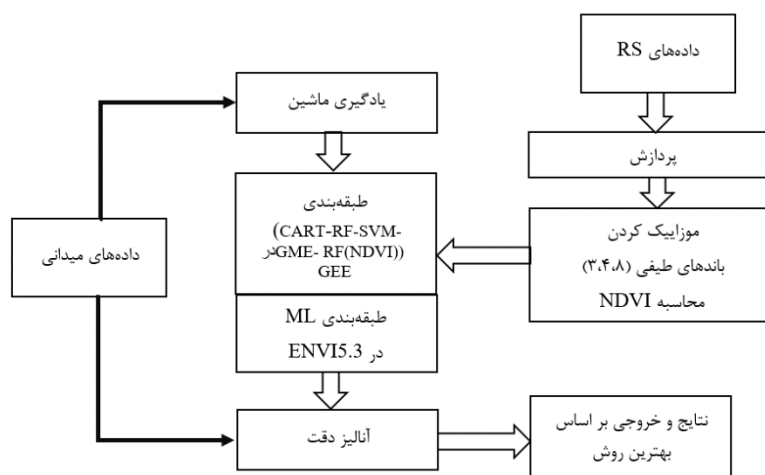 داده‌های RS
یادگیری ماشین
پردازش
طبقه‌بندی
(CART-RF-SVM-
GME- RF(NDVI)) در
GEE
موزاییک کردن
باندهای طیفی (۳،۴،۸)
محاسبه NDVI
داده‌های میدانی
طبقه‌بندی ML
در ENVI5.3
آنالیز دقت
نتایج و خروجی بر اساس
بهترین روش